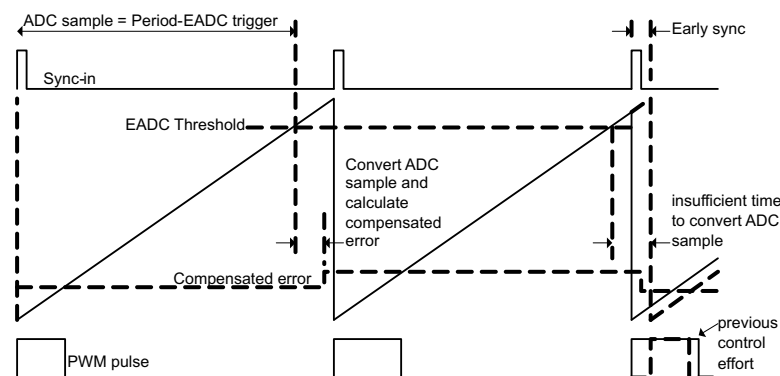 ADC sample = Period-EADC trigger
Early sync
Sync-in
EADC Threshold
Convert ADC
sample and
calculate
compensated
error
insufficient time
to convert ADC
sample
Compensated error
PWM pulse
previous
control
effort